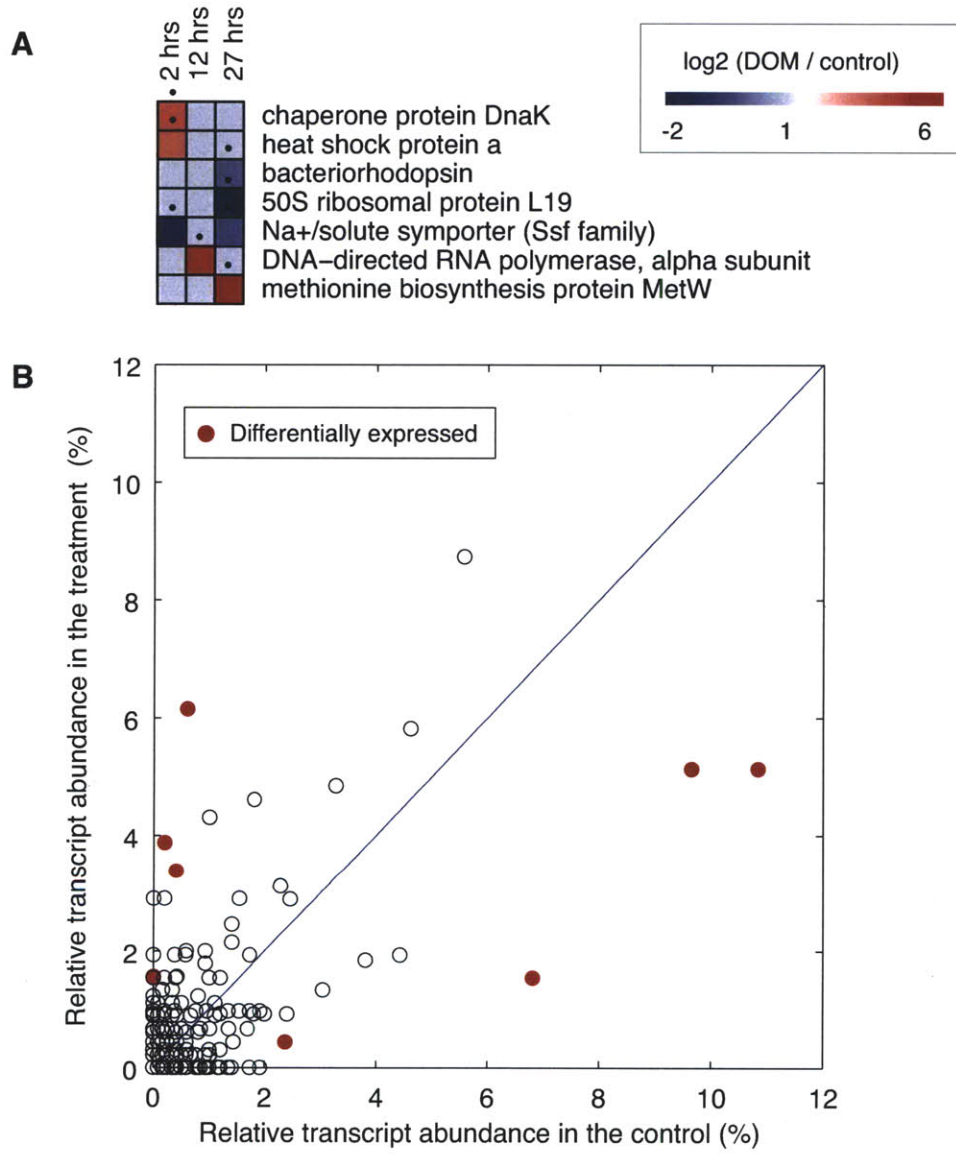 A
2 hrs
12 hrs
27 hrs
log2 (DOM / control)
-2 1 6
chaperone protein DnaK
heat shock protein a
bacteriorhodopsin
50S ribosomal protein L19
Na+/solute symporter (Ssf family)
DNA−directed RNA polymerase, alpha subunit
methionine biosynthesis protein MetW
B
Differentially expressed
Relative transcript abundance in the treatment (%)
12
10
8
6
4
2
0
0 2 4 6 8 10 12
Relative transcript abundance in the control (%)